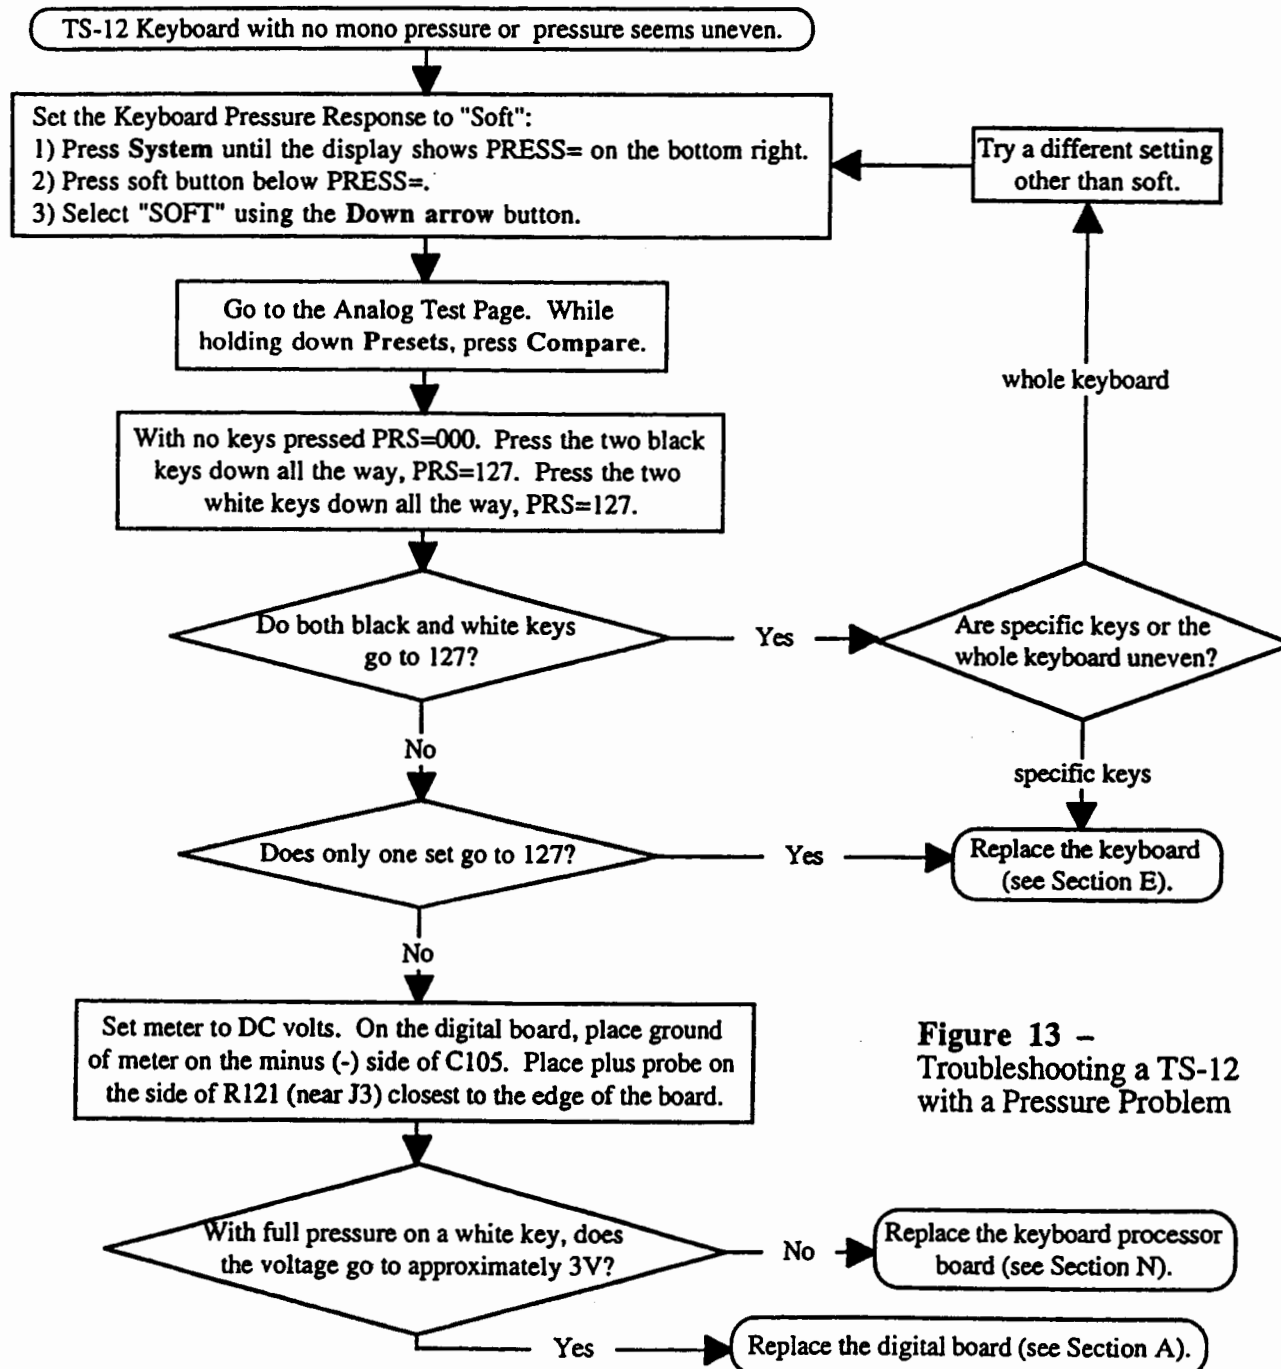 TS-12 Keyboard with no mono pressure or pressure seems uneven.
Set the Keyboard Pressure Response to "Soft":
1) Press System until the display shows PRESS= on the bottom right.
2) Press soft button below PRESS=.
3) Select "SOFT" using the Down arrow button.
Try a different setting
other than soft.
Go to the Analog Test Page. While
holding down Presets, press Compare.
whole keyboard
With no keys pressed PRS=000. Press the two black
keys down all the way, PRS=127. Press the two
white keys down all the way, PRS=127.
Do both black and white keys
go to 127?
Yes
Are specific keys or the
whole keyboard uneven?
No
specific keys
Does only one set go to 127?
Yes
Replace the keyboard
(see Section E).
No
Set meter to DC volts. On the digital board, place ground
of meter on the minus (-) side of C105. Place plus probe on
the side of R121 (near J3) closest to the edge of the board.
Figure 13 –
Troubleshooting a TS-12
with a Pressure Problem
With full pressure on a white key, does
the voltage go to approximately 3V?
No
Replace the keyboard processor
board (see Section N).
Yes
Replace the digital board (see Section A).